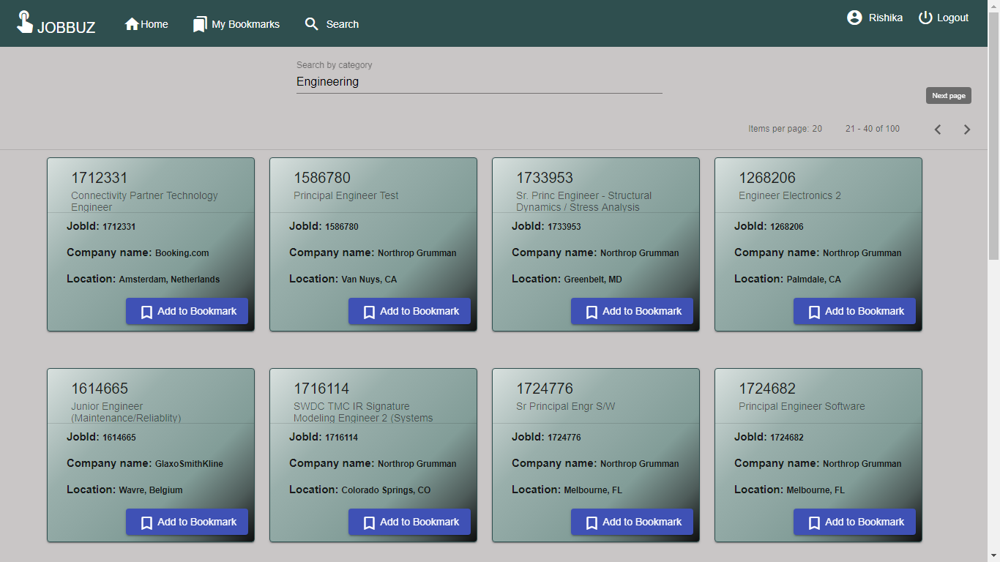 JOBBUZ Home My Bookmarks Search Rishika Logout
Search by category
Engineering
Next page
Items per page: 20 21 - 40 of 100
1712331
Connectivity Partner Technology
Engineer
JobId: 1712331
Company name: Booking.com
Location: Amsterdam, Netherlands
Add to Bookmark
1586780
Principal Engineer Test
JobId: 1586780
Company name: Northrop Grumman
Location: Van Nuys, CA
Add to Bookmark
1733953
Sr. Princ Engineer - Structural
Dynamics / Stress Analysis
JobId: 1733953
Company name: Northrop Grumman
Location: Greenbelt, MD
Add to Bookmark
1268206
Engineer Electronics 2
JobId: 1268206
Company name: Northrop Grumman
Location: Palmdale, CA
Add to Bookmark
1614665
Junior Engineer
(Maintenance/Reliablity)
JobId: 1614665
Company name: GlaxoSmithKline
Location: Wavre, Belgium
Add to Bookmark
1716114
SWDC TMC IR Signature
Modeling Engineer 2 (Systems
JobId: 1716114
Company name: Northrop Grumman
Location: Colorado Springs, CO
Add to Bookmark
1724776
Sr Principal Engr S/W
JobId: 1724776
Company name: Northrop Grumman
Location: Melbourne, FL
Add to Bookmark
1724682
Principal Engineer Software
JobId: 1724682
Company name: Northrop Grumman
Location: Melbourne, FL
Add to Bookmark